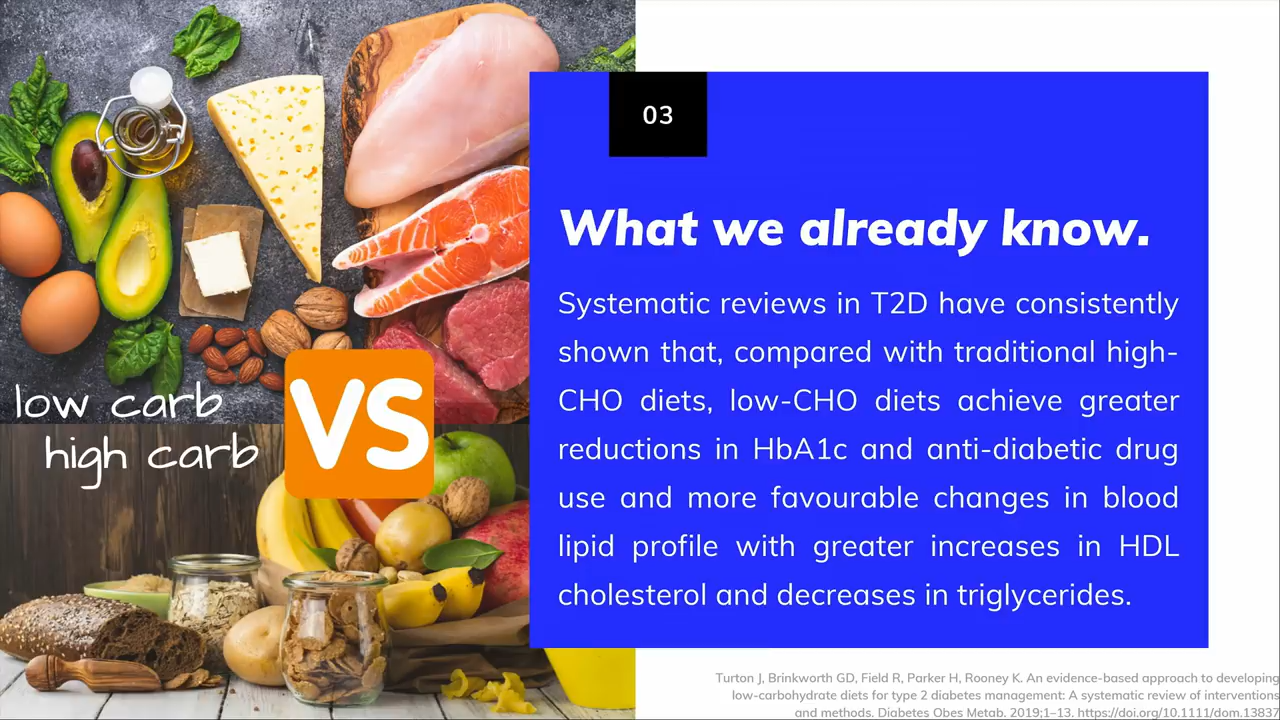 low carb
high carb
VS
03
What we already know.
Systematic reviews in T2D have consistently
shown that, compared with traditional high-
CHO diets, low-CHO diets achieve greater
reductions in HbA1c and anti-diabetic drug
use and more favourable changes in blood
lipid profile with greater increases in HDL
cholesterol and decreases in triglycerides.
Turton J, Brinkworth GD, Field R, Parker H, Rooney K. An evidence-based approach to developing
low-carbohydrate diets for type 2 diabetes management: A systematic review of interventions
and methods. Diabetes Obes Metab. 2019;1–13. https://doi.org/10.1111/dom.13837